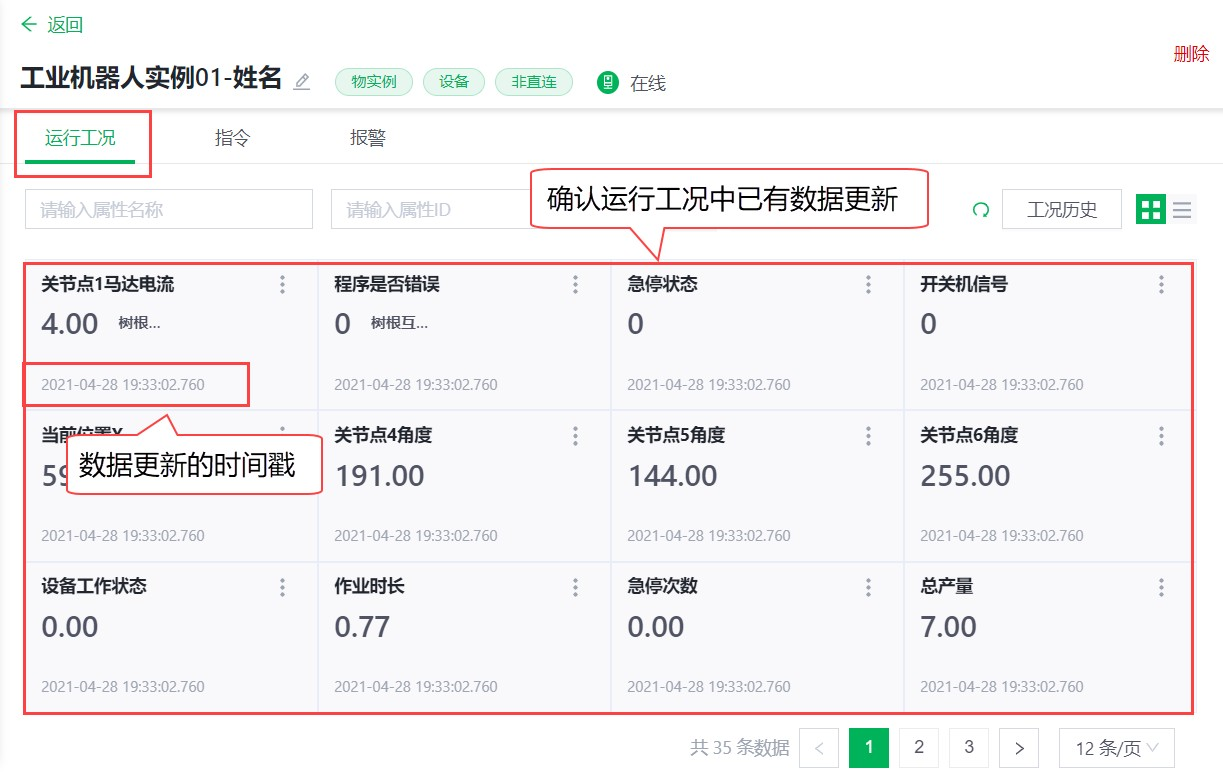 返回
删除
工业机器人实例01-姓名
物实例 设备 非直连 在线
运行工况 指令 报警
确认运行工况中已有数据更新
请输入属性名称 请输入属性ID 工况历史
关节点1马达电流 程序是否错误 急停状态 开关机信号
4.00 树根... 0 树根互... 0 0
2021-04-28 19:33:02.760 2021-04-28 19:33:02.760 2021-04-28 19:33:02.760 2021-04-28 19:33:02.760
当前位置X 关节点4角度 关节点5角度 关节点6角度
数据更新的时间戳
191.00 144.00 255.00
2021-04-28 19:33:02.760 2021-04-28 19:33:02.760 2021-04-28 19:33:02.760 2021-04-28 19:33:02.760
设备工作状态 作业时长 急停次数 总产量
0.00 0.77 0.00 7.00
2021-04-28 19:33:02.760 2021-04-28 19:33:02.760 2021-04-28 19:33:02.760 2021-04-28 19:33:02.760
共 35 条数据 < 1 2 3 > 12 条/页